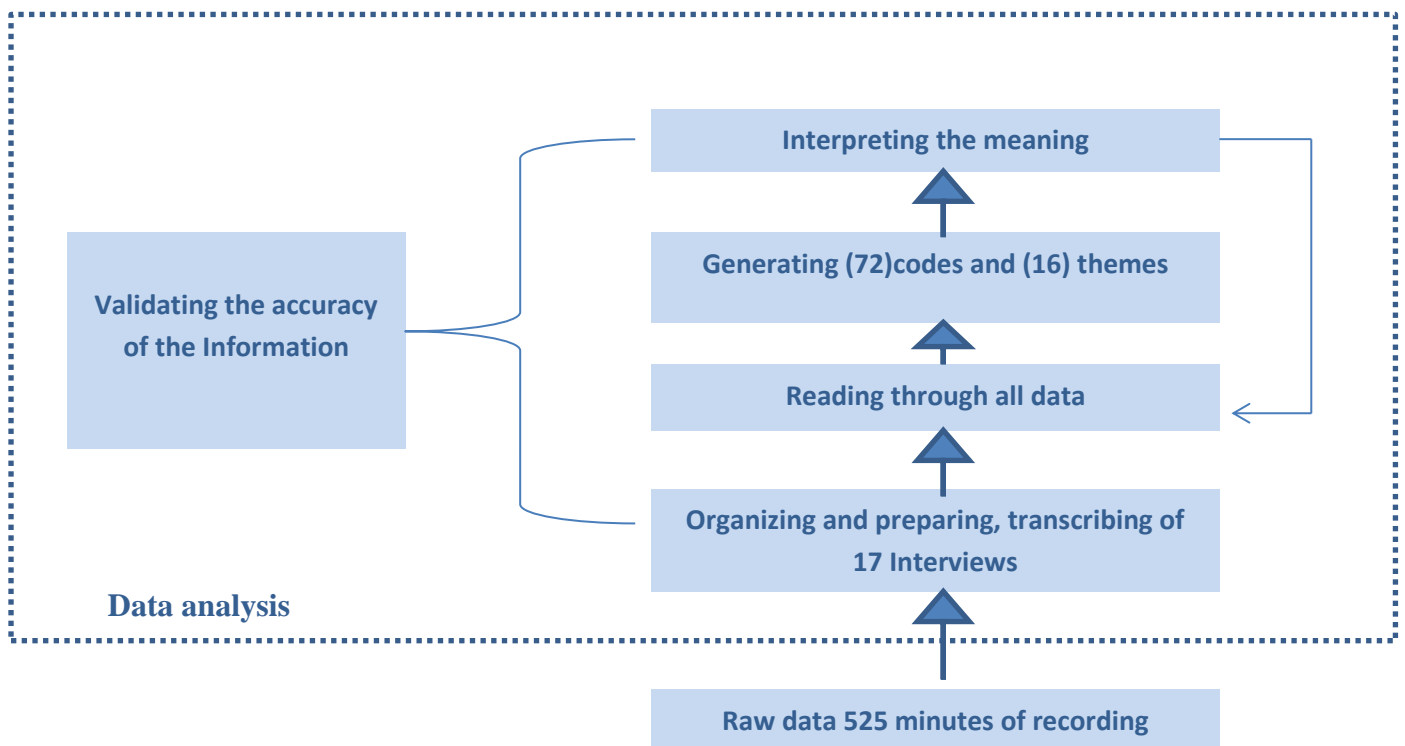 Interpreting the meaning
Generating (72)codes and (16) themes
Validating the accuracy
of the Information
Reading through all data
Organizing and preparing, transcribing of
17 Interviews
Data analysis
Raw data 525 minutes of recording